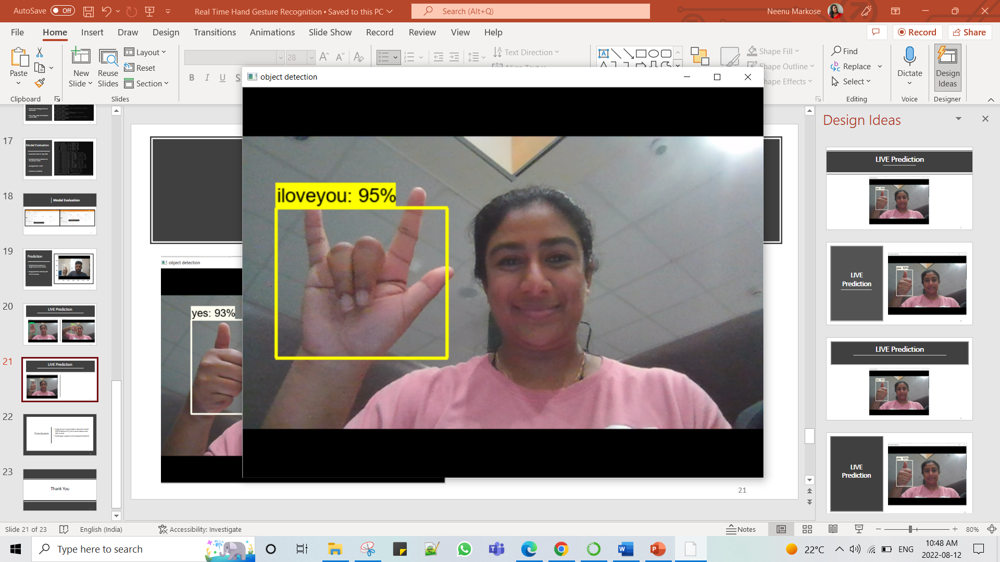 AutoSave Off
Real Time Hand Gesture Recognition • Saved to this PC
Search (Alt+Q)
Neenu Markose
File Home Insert Draw Design Transitions Animations Slide Show Record Review View Help
Record Share
Paste
Clipboard
New Slide
Reuse Slides
Layout
Reset
Section
Slides
28
B I U S
Text Direction
Shape Fill
Shape Outline
hape Effects
Find
Replace
Select
Editing
Dictate
Voice
Design Ideas
Designer
object detection
iloveyou: 95%
object detection
yes: 93%
21
17
Model Evaluation
18
Model Evaluation
19
Prediction
20
LIVE Prediction
21
LIVE Prediction
22
Conclusion
23
Thank You
Design Ideas
LIVE Prediction
LIVE
Prediction
yes: 93%
LIVE Prediction
LIVE
Prediction
Slide 21 of 23
English (India)
Accessibility: Investigate
Notes
80%
Type here to search
22°C
ENG
10:48 AM
2022-08-12